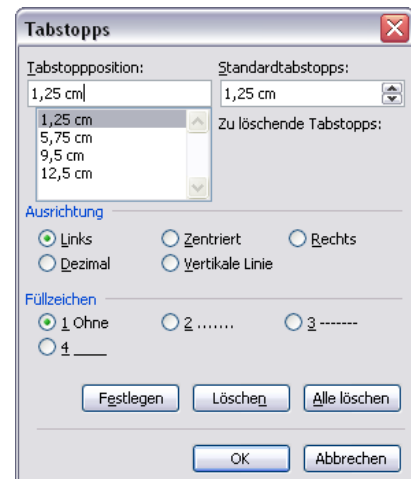 Tabstopps
Tabstoppposition: Standardtabstopps:
1,25 cm 1,25 cm
1,25 cm Zu löschende Tabstopps:
5,75 cm
9,5 cm
12,5 cm
Ausrichtung
Links Zentriert Rechts
Dezimal Vertikale Linie
Füllzeichen
1 Ohne 2 ....... 3 -------
4 ____
Festlegen Löschen Alle löschen
OK Abbrechen